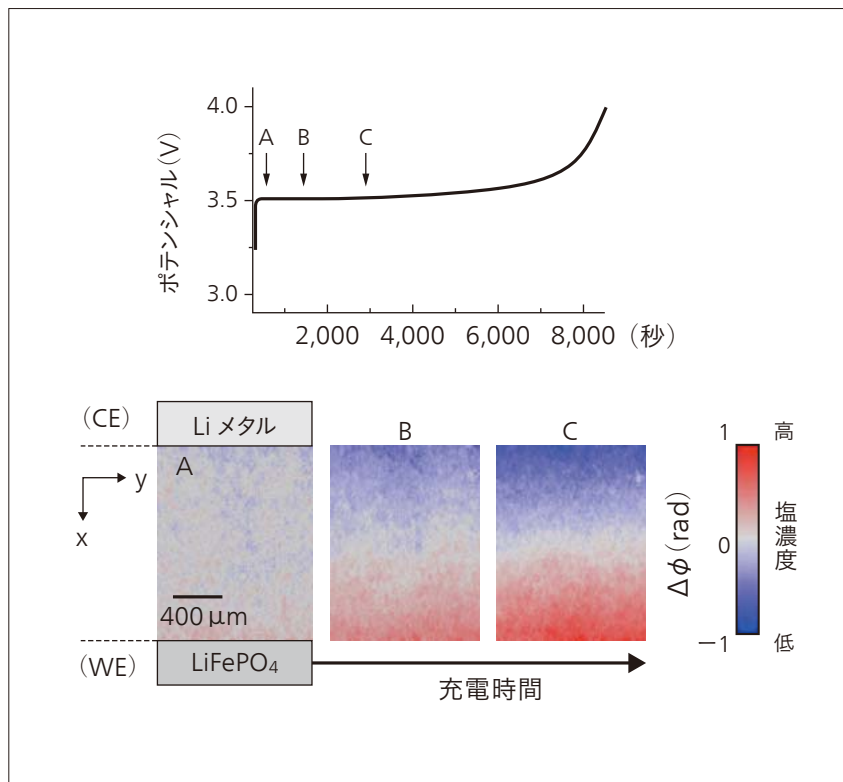 4.0
A B C
3.5
3.0
ポテンシャル(V)
2,000 4,000 6,000 8,000 (秒)
(CE)
Li メタル
A
B
C
y
x
400 μm
(WE)
LiFePO4
充電時間
1 高
0
−1 低
Δϕ(rad)
塩濃度